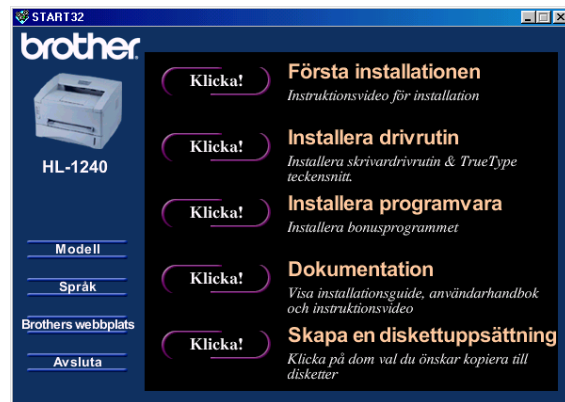 START32
brother
HL-1240
Modell
Språk
Brothers webbplats
Avsluta
Klicka!
Första installationen
Instruktionsvideo för installation
Klicka!
Installera drivrutin
Installera skrivardrivrutin & TrueType
teckensnitt.
Klicka!
Installera programvara
Installera bonusprogrammet
Klicka!
Dokumentation
Visa installationsguide, användarhandbok
och instruktionsvideo
Klicka!
Skapa en diskettuppsättning
Klicka på dom val du önskar kopiera till
disketter